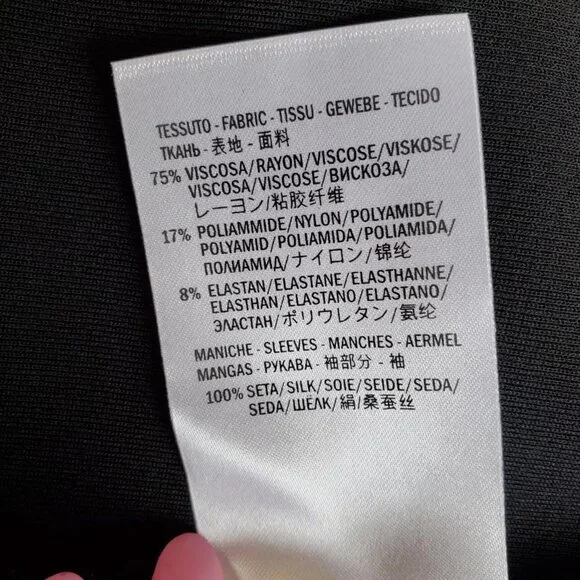 TESSUTO - FABRIC - TISSU - GEWEBE - TECIDO
ТКАНЬ - 表地 - 面料
75% VISCOSA/RAYON/VISCOSE/VISKOSE/
VISCOSA/VISCOSE/ВИСКОЗА/
レーヨン/粘胶纤维
17% POLIAMMIDE/NYLON/POLYAMIDE/
POLYAMID/POLIAMIDA/POLIAMIDA/
ПОЛИАМИД/ナイロン/锦纶
8% ELASTAN/ELASTANE/ELASTHANNE/
ELASTHAN/ELASTANO/ELASTANO/
ЭЛАСТАН/ポリウレタン/氨纶
MANICHE - SLEEVES - MANCHES - AERMEL
MANGAS - РУКАВА - 袖部分 - 袖
100% SETA/SILK/SOIE/SEIDE/SEDA/
SEDA/ШЁЛК/絹/桑蚕丝